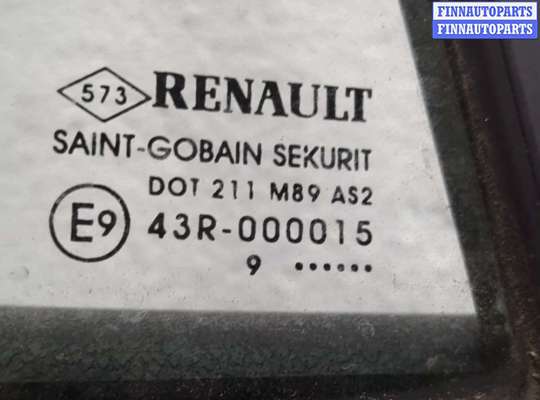 FINNAUTOPARTS
FINNAUTOPARTS
573 RENAULT
SAINT-GOBAIN SEKURIT
DOT 211 M89 AS2
E9 43R-000015
9 ••••••